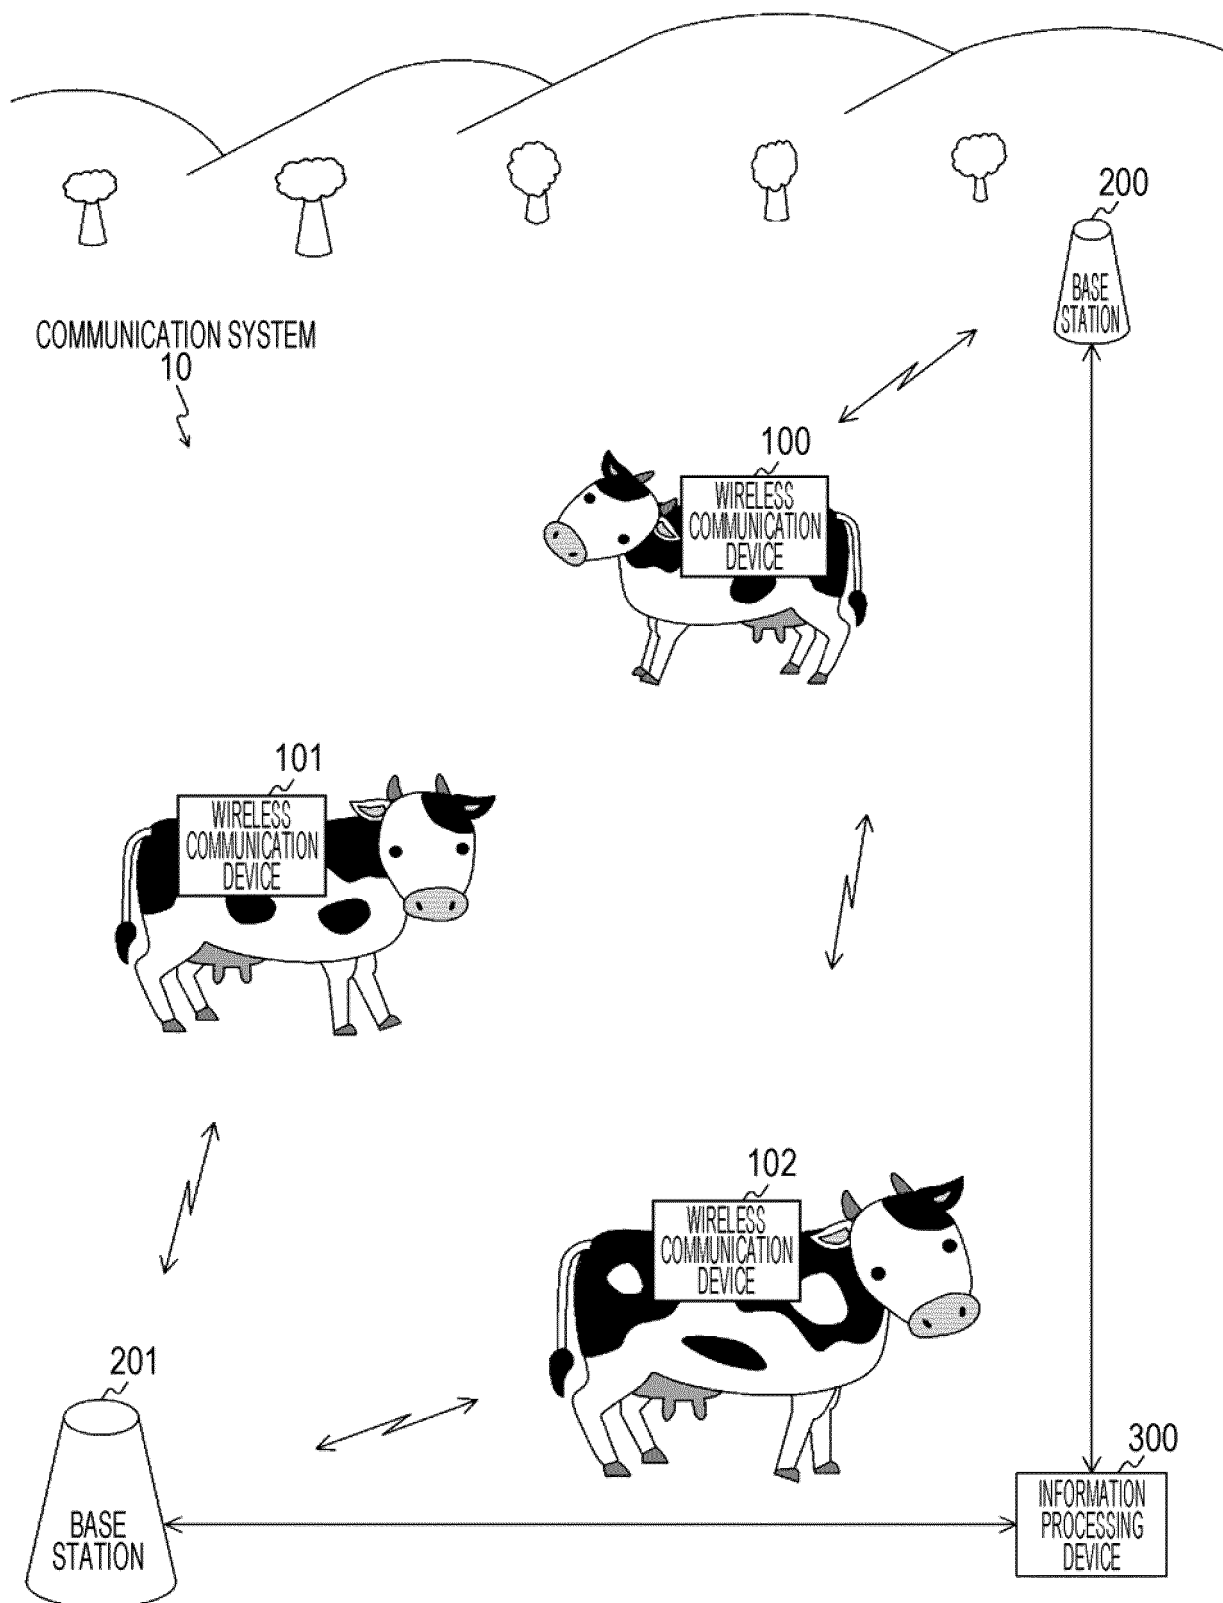 200
BASE
STATION
COMMUNICATION SYSTEM
10
100
WIRELESS
COMMUNICATION
DEVICE
101
WIRELESS
COMMUNICATION
DEVICE
102
WIRELESS
COMMUNICATION
DEVICE
201
BASE
STATION
300
INFORMATION
PROCESSING
DEVICE